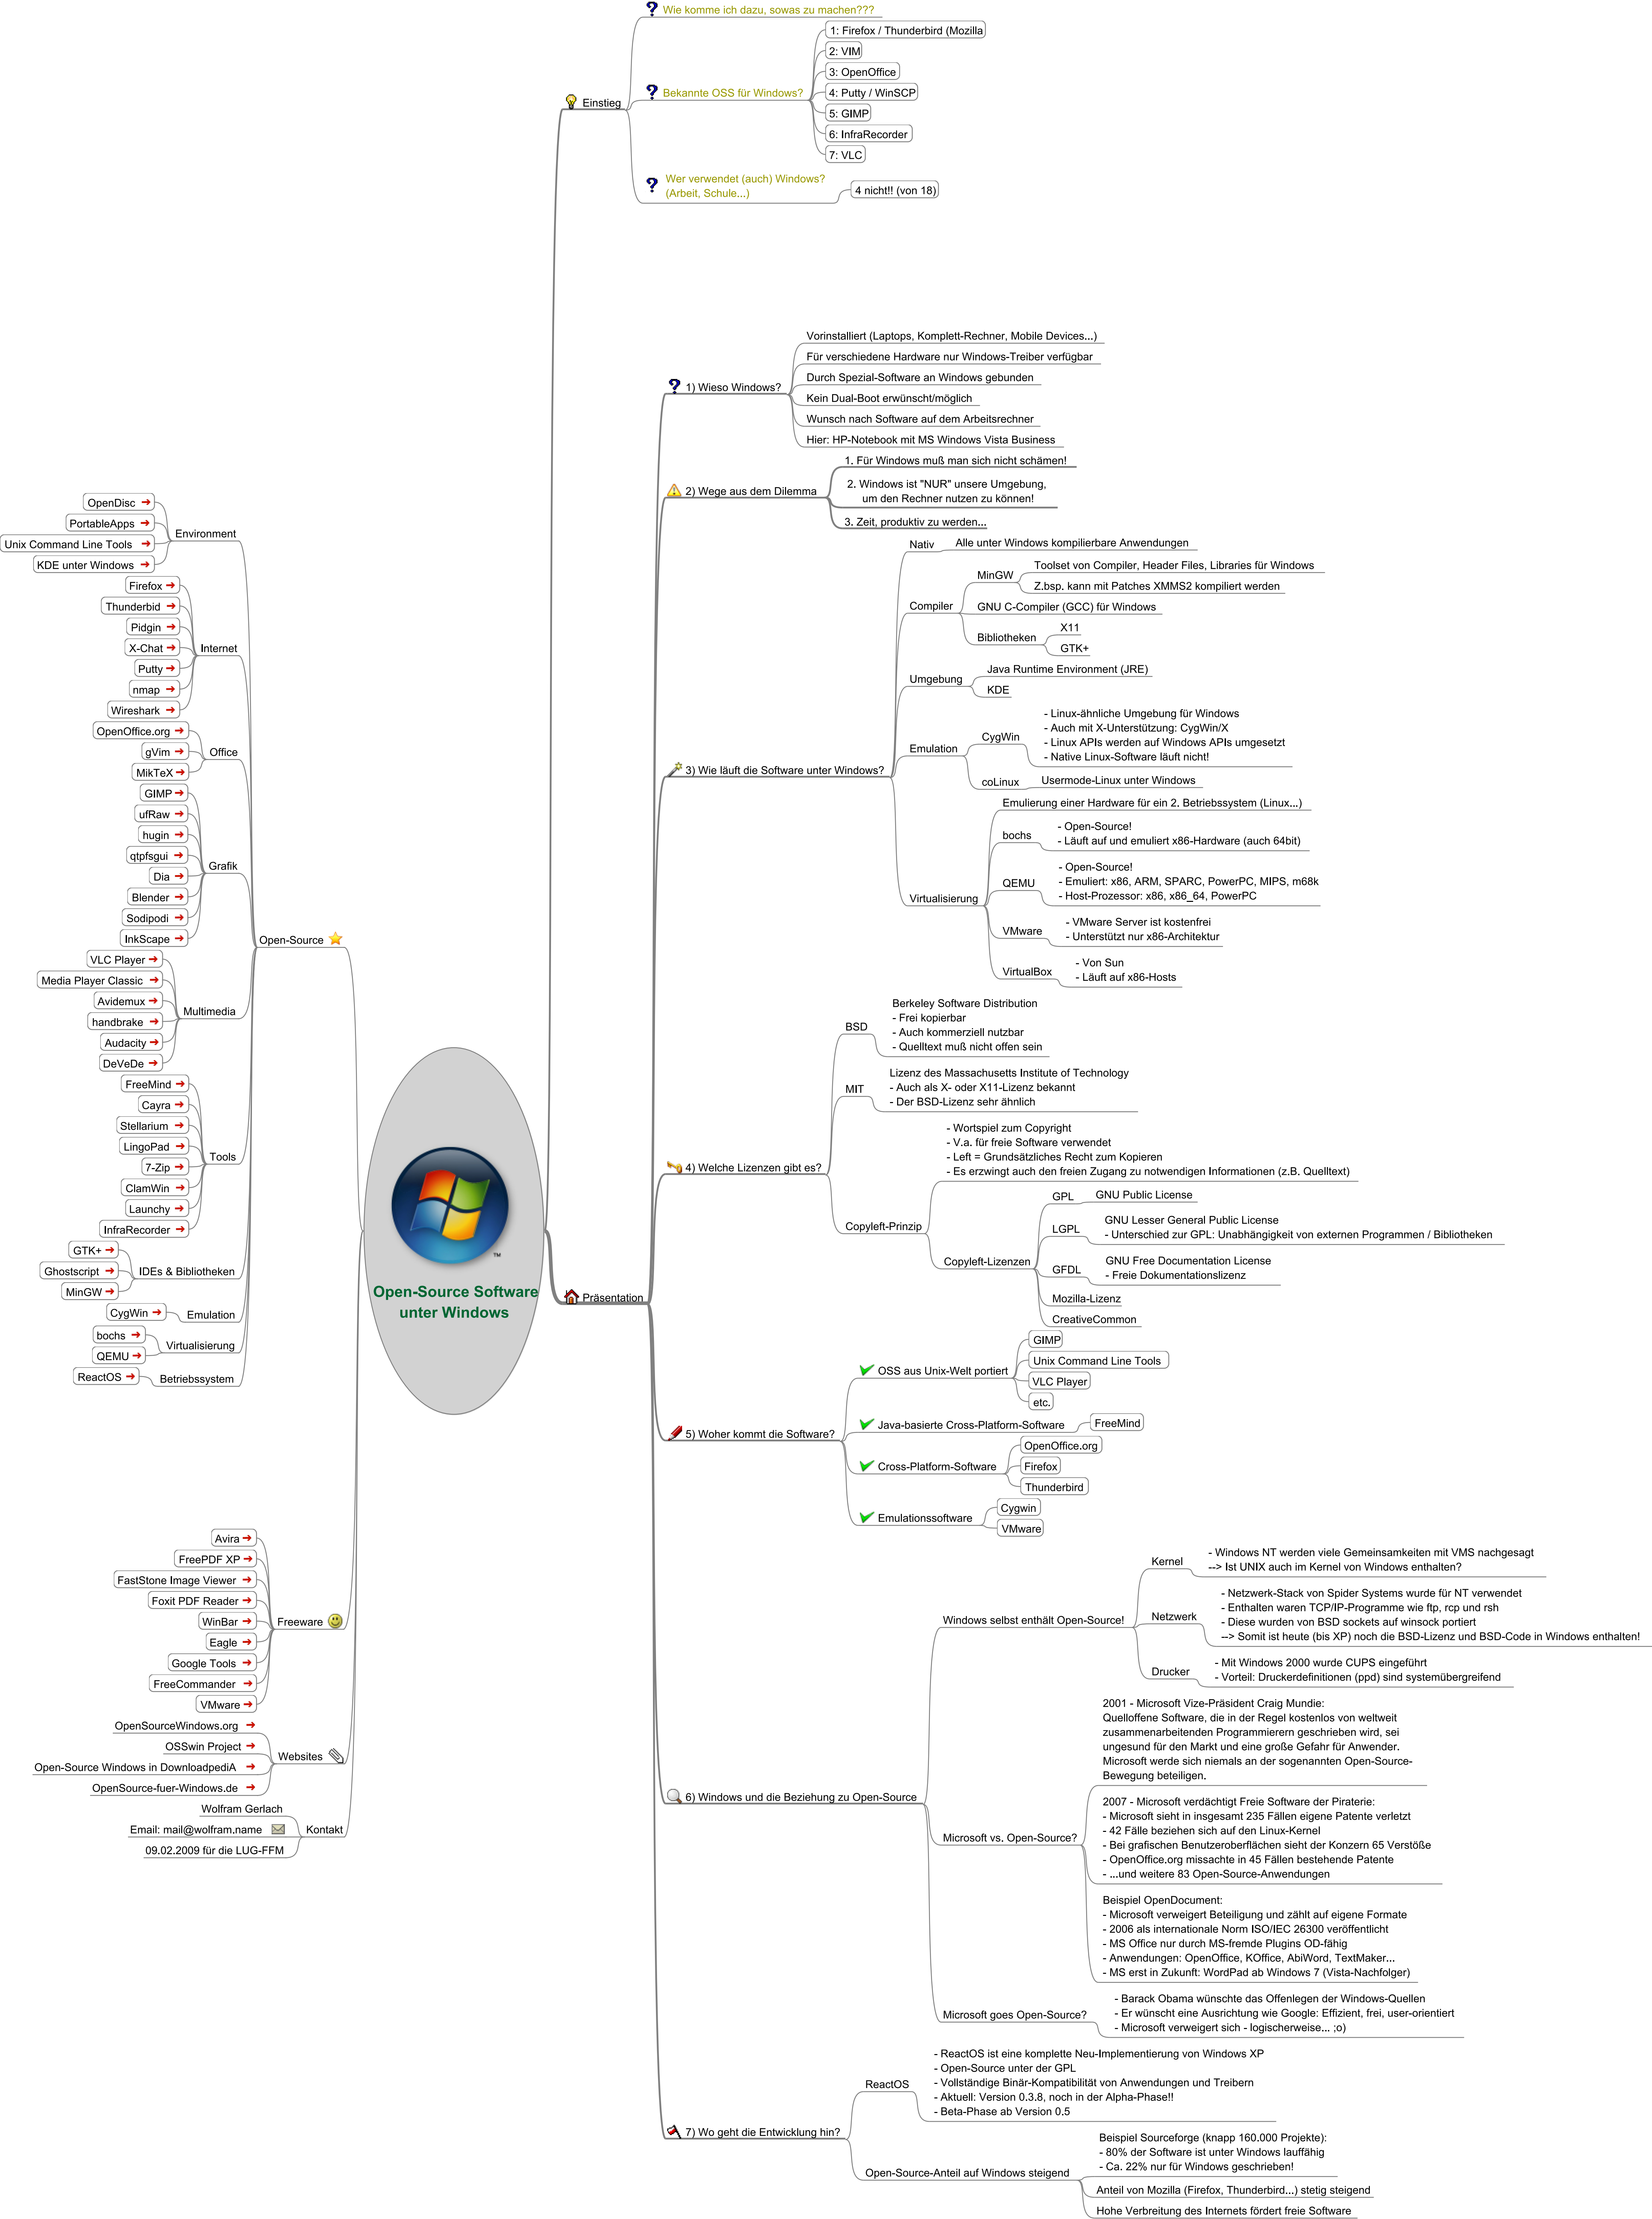 Open-Source Software
unter Windows
TM
Einstieg
Wie komme ich dazu, sowas zu machen???
Bekannte OSS für Windows?
1: Firefox / Thunderbird (Mozilla
2: VIM
3: OpenOffice
4: Putty / WinSCP
5: GIMP
6: InfraRecorder
7: VLC
Wer verwendet (auch) Windows?
(Arbeit, Schule...)
4 nicht!! (von 18)
Präsentation
1) Wieso Windows?
Vorinstalliert (Laptops, Komplett-Rechner, Mobile Devices...)
Für verschiedene Hardware nur Windows-Treiber verfügbar
Durch Spezial-Software an Windows gebunden
Kein Dual-Boot erwünscht/möglich
Wunsch nach Software auf dem Arbeitsrechner
Hier: HP-Notebook mit MS Windows Vista Business
2) Wege aus dem Dilemma
1. Für Windows muß man sich nicht schämen!
2. Windows ist "NUR" unsere Umgebung,
um den Rechner nutzen zu können!
3. Zeit, produktiv zu werden...
3) Wie läuft die Software unter Windows?
Nativ
Alle unter Windows kompilierbare Anwendungen
Compiler
MinGW
Toolset von Compiler, Header Files, Libraries für Windows
Z.bsp. kann mit Patches XMMS2 kompiliert werden
GNU C-Compiler (GCC) für Windows
Bibliotheken
X11
GTK+
Umgebung
Java Runtime Environment (JRE)
KDE
Emulation
CygWin
- Linux-ähnliche Umgebung für Windows
- Auch mit X-Unterstützung: CygWin/X
- Linux APIs werden auf Windows APIs umgesetzt
- Native Linux-Software läuft nicht!
coLinux
Usermode-Linux unter Windows
Virtualisierung
Emulierung einer Hardware für ein 2. Betriebssystem (Linux...)
bochs
- Open-Source!
- Läuft auf und emuliert x86-Hardware (auch 64bit)
QEMU
- Open-Source!
- Emuliert: x86, ARM, SPARC, PowerPC, MIPS, m68k
- Host-Prozessor: x86, x86_64, PowerPC
VMware
- VMware Server ist kostenfrei
- Unterstützt nur x86-Architektur
VirtualBox
- Von Sun
- Läuft auf x86-Hosts
4) Welche Lizenzen gibt es?
BSD
Berkeley Software Distribution
- Frei kopierbar
- Auch kommerziell nutzbar
- Quelltext muß nicht offen sein
MIT
Lizenz des Massachusetts Institute of Technology
- Auch als X- oder X11-Lizenz bekannt
- Der BSD-Lizenz sehr ähnlich
Copyleft-Prinzip
- Wortspiel zum Copyright
- V.a. für freie Software verwendet
- Left = Grundsätzliches Recht zum Kopieren
- Es erzwingt auch den freien Zugang zu notwendigen Informationen (z.B. Quelltext)
Copyleft-Lizenzen
GPL
GNU Public License
LGPL
GNU Lesser General Public License
- Unterschied zur GPL: Unabhängigkeit von externen Programmen / Bibliotheken
GFDL
GNU Free Documentation License
- Freie Dokumentationslizenz
Mozilla-Lizenz
CreativeCommon
5) Woher kommt die Software?
OSS aus Unix-Welt portiert
GIMP
Unix Command Line Tools
VLC Player
etc.
Java-basierte Cross-Platform-Software
FreeMind
Cross-Platform-Software
OpenOffice.org
Firefox
Thunderbird
Emulationssoftware
Cygwin
VMware
6) Windows und die Beziehung zu Open-Source
Windows selbst enthält Open-Source!
Kernel
- Windows NT werden viele Gemeinsamkeiten mit VMS nachgesagt
--> Ist UNIX auch im Kernel von Windows enthalten?
Netzwerk
- Netzwerk-Stack von Spider Systems wurde für NT verwendet
- Enthalten waren TCP/IP-Programme wie ftp, rcp und rsh
- Diese wurden von BSD sockets auf winsock portiert
--> Somit ist heute (bis XP) noch die BSD-Lizenz und BSD-Code in Windows enthalten!
Drucker
- Mit Windows 2000 wurde CUPS eingeführt
- Vorteil: Druckerdefinitionen (ppd) sind systemübergreifend
Microsoft vs. Open-Source?
2001 - Microsoft Vize-Präsident Craig Mundie:
Quelloffene Software, die in der Regel kostenlos von weltweit
zusammenarbeitenden Programmierern geschrieben wird, sei
ungesund für den Markt und eine große Gefahr für Anwender.
Microsoft werde sich niemals an der sogenannten Open-Source-
Bewegung beteiligen.
2007 - Microsoft verdächtigt Freie Software der Piraterie:
- Microsoft sieht in insgesamt 235 Fällen eigene Patente verletzt
- 42 Fälle beziehen sich auf den Linux-Kernel
- Bei grafischen Benutzeroberflächen sieht der Konzern 65 Verstöße
- OpenOffice.org missachte in 45 Fällen bestehende Patente
- ...und weitere 83 Open-Source-Anwendungen
Beispiel OpenDocument:
- Microsoft verweigert Beteiligung und zählt auf eigene Formate
- 2006 als internationale Norm ISO/IEC 26300 veröffentlicht
- MS Office nur durch MS-fremde Plugins OD-fähig
- Anwendungen: OpenOffice, KOffice, AbiWord, TextMaker...
- MS erst in Zukunft: WordPad ab Windows 7 (Vista-Nachfolger)
Microsoft goes Open-Source?
- Barack Obama wünschte das Offenlegen der Windows-Quellen
- Er wünscht eine Ausrichtung wie Google: Effizient, frei, user-orientiert
- Microsoft verweigert sich - logischerweise... ;o)
7) Wo geht die Entwicklung hin?
ReactOS
- ReactOS ist eine komplette Neu-Implementierung von Windows XP
- Open-Source unter der GPL
- Vollständige Binär-Kompatibilität von Anwendungen und Treibern
- Aktuell: Version 0.3.8, noch in der Alpha-Phase!!
- Beta-Phase ab Version 0.5
Open-Source-Anteil auf Windows steigend
Beispiel Sourceforge (knapp 160.000 Projekte):
- 80% der Software ist unter Windows lauffähig
- Ca. 22% nur für Windows geschrieben!
Anteil von Mozilla (Firefox, Thunderbird...) stetig steigend
Hohe Verbreitung des Internets fördert freie Software
Open-Source
Environment
OpenDisc
PortableApps
Unix Command Line Tools
KDE unter Windows
Internet
Firefox
Thunderbid
Pidgin
X-Chat
Putty
nmap
Wireshark
Office
OpenOffice.org
gVim
MikTeX
Grafik
GIMP
ufRaw
hugin
qtpfsgui
Dia
Blender
Sodipodi
InkScape
Multimedia
VLC Player
Media Player Classic
Avidemux
handbrake
Audacity
DeVeDe
Tools
FreeMind
Cayra
Stellarium
LingoPad
7-Zip
ClamWin
Launchy
InfraRecorder
IDEs & Bibliotheken
GTK+
Ghostscript
MinGW
Emulation
CygWin
Virtualisierung
bochs
QEMU
Betriebssystem
ReactOS
Freeware
Avira
FreePDF XP
FastStone Image Viewer
Foxit PDF Reader
WinBar
Eagle
Google Tools
FreeCommander
VMware
Websites
OpenSourceWindows.org
OSSwin Project
Open-Source Windows in DownloadpediA
OpenSource-fuer-Windows.de
Kontakt
Wolfram Gerlach
Email: mail@wolfram.name
09.02.2009 für die LUG-FFM